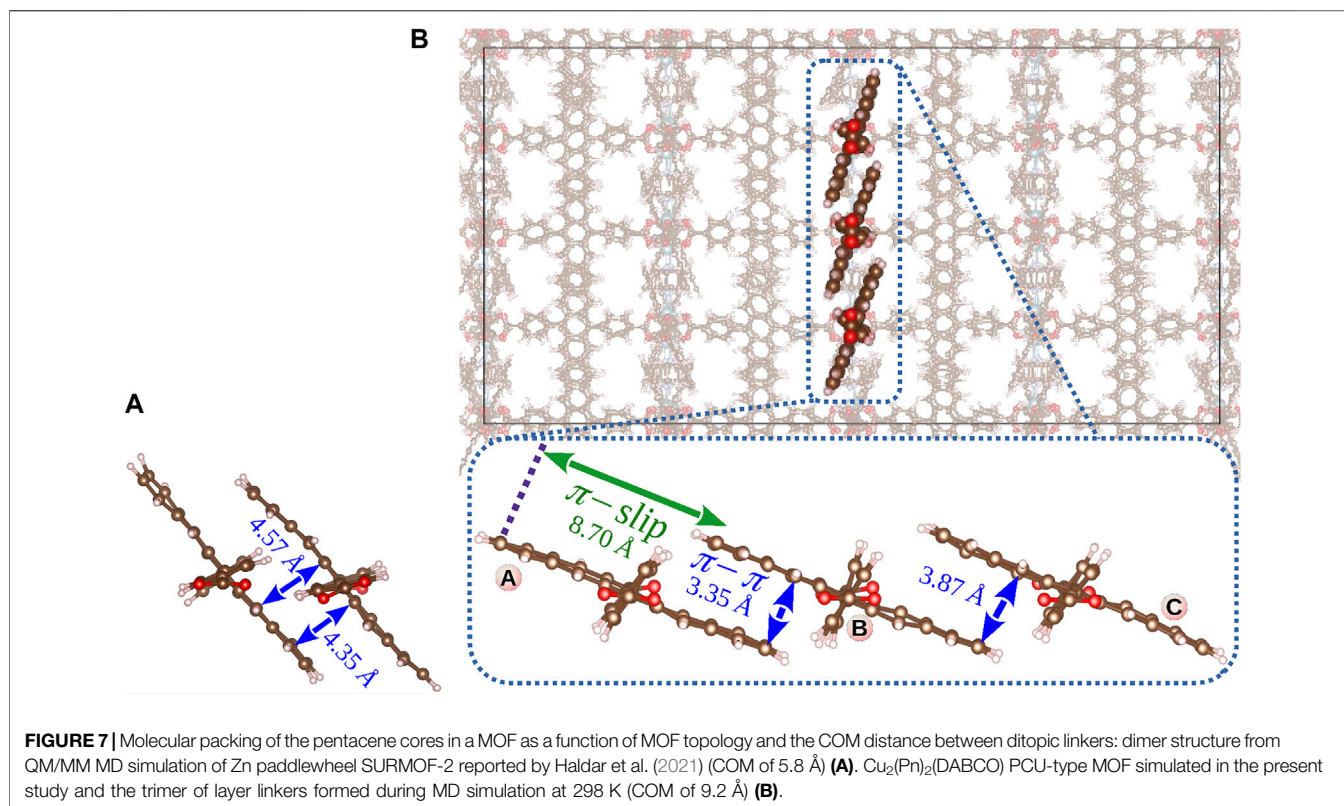 B
A
4.57 Å
4.35 Å
π– slip
8.70 Å
π– π
3.35 Å
3.87 Å
A
B
C
FIGURE 7 | Molecular packing of the pentacene cores in a MOF as a function of MOF topology and the COM distance between ditopic linkers: dimer structure from
QM/MM MD simulation of Zn paddlewheel SURMOF-2 reported by Haldar et al. (2021) (COM of 5.8 Å) (A). Cu₂(Pn)₂(DABCO) PCU-type MOF simulated in the present
study and the trimer of layer linkers formed during MD simulation at 298 K (COM of 9.2 Å) (B).